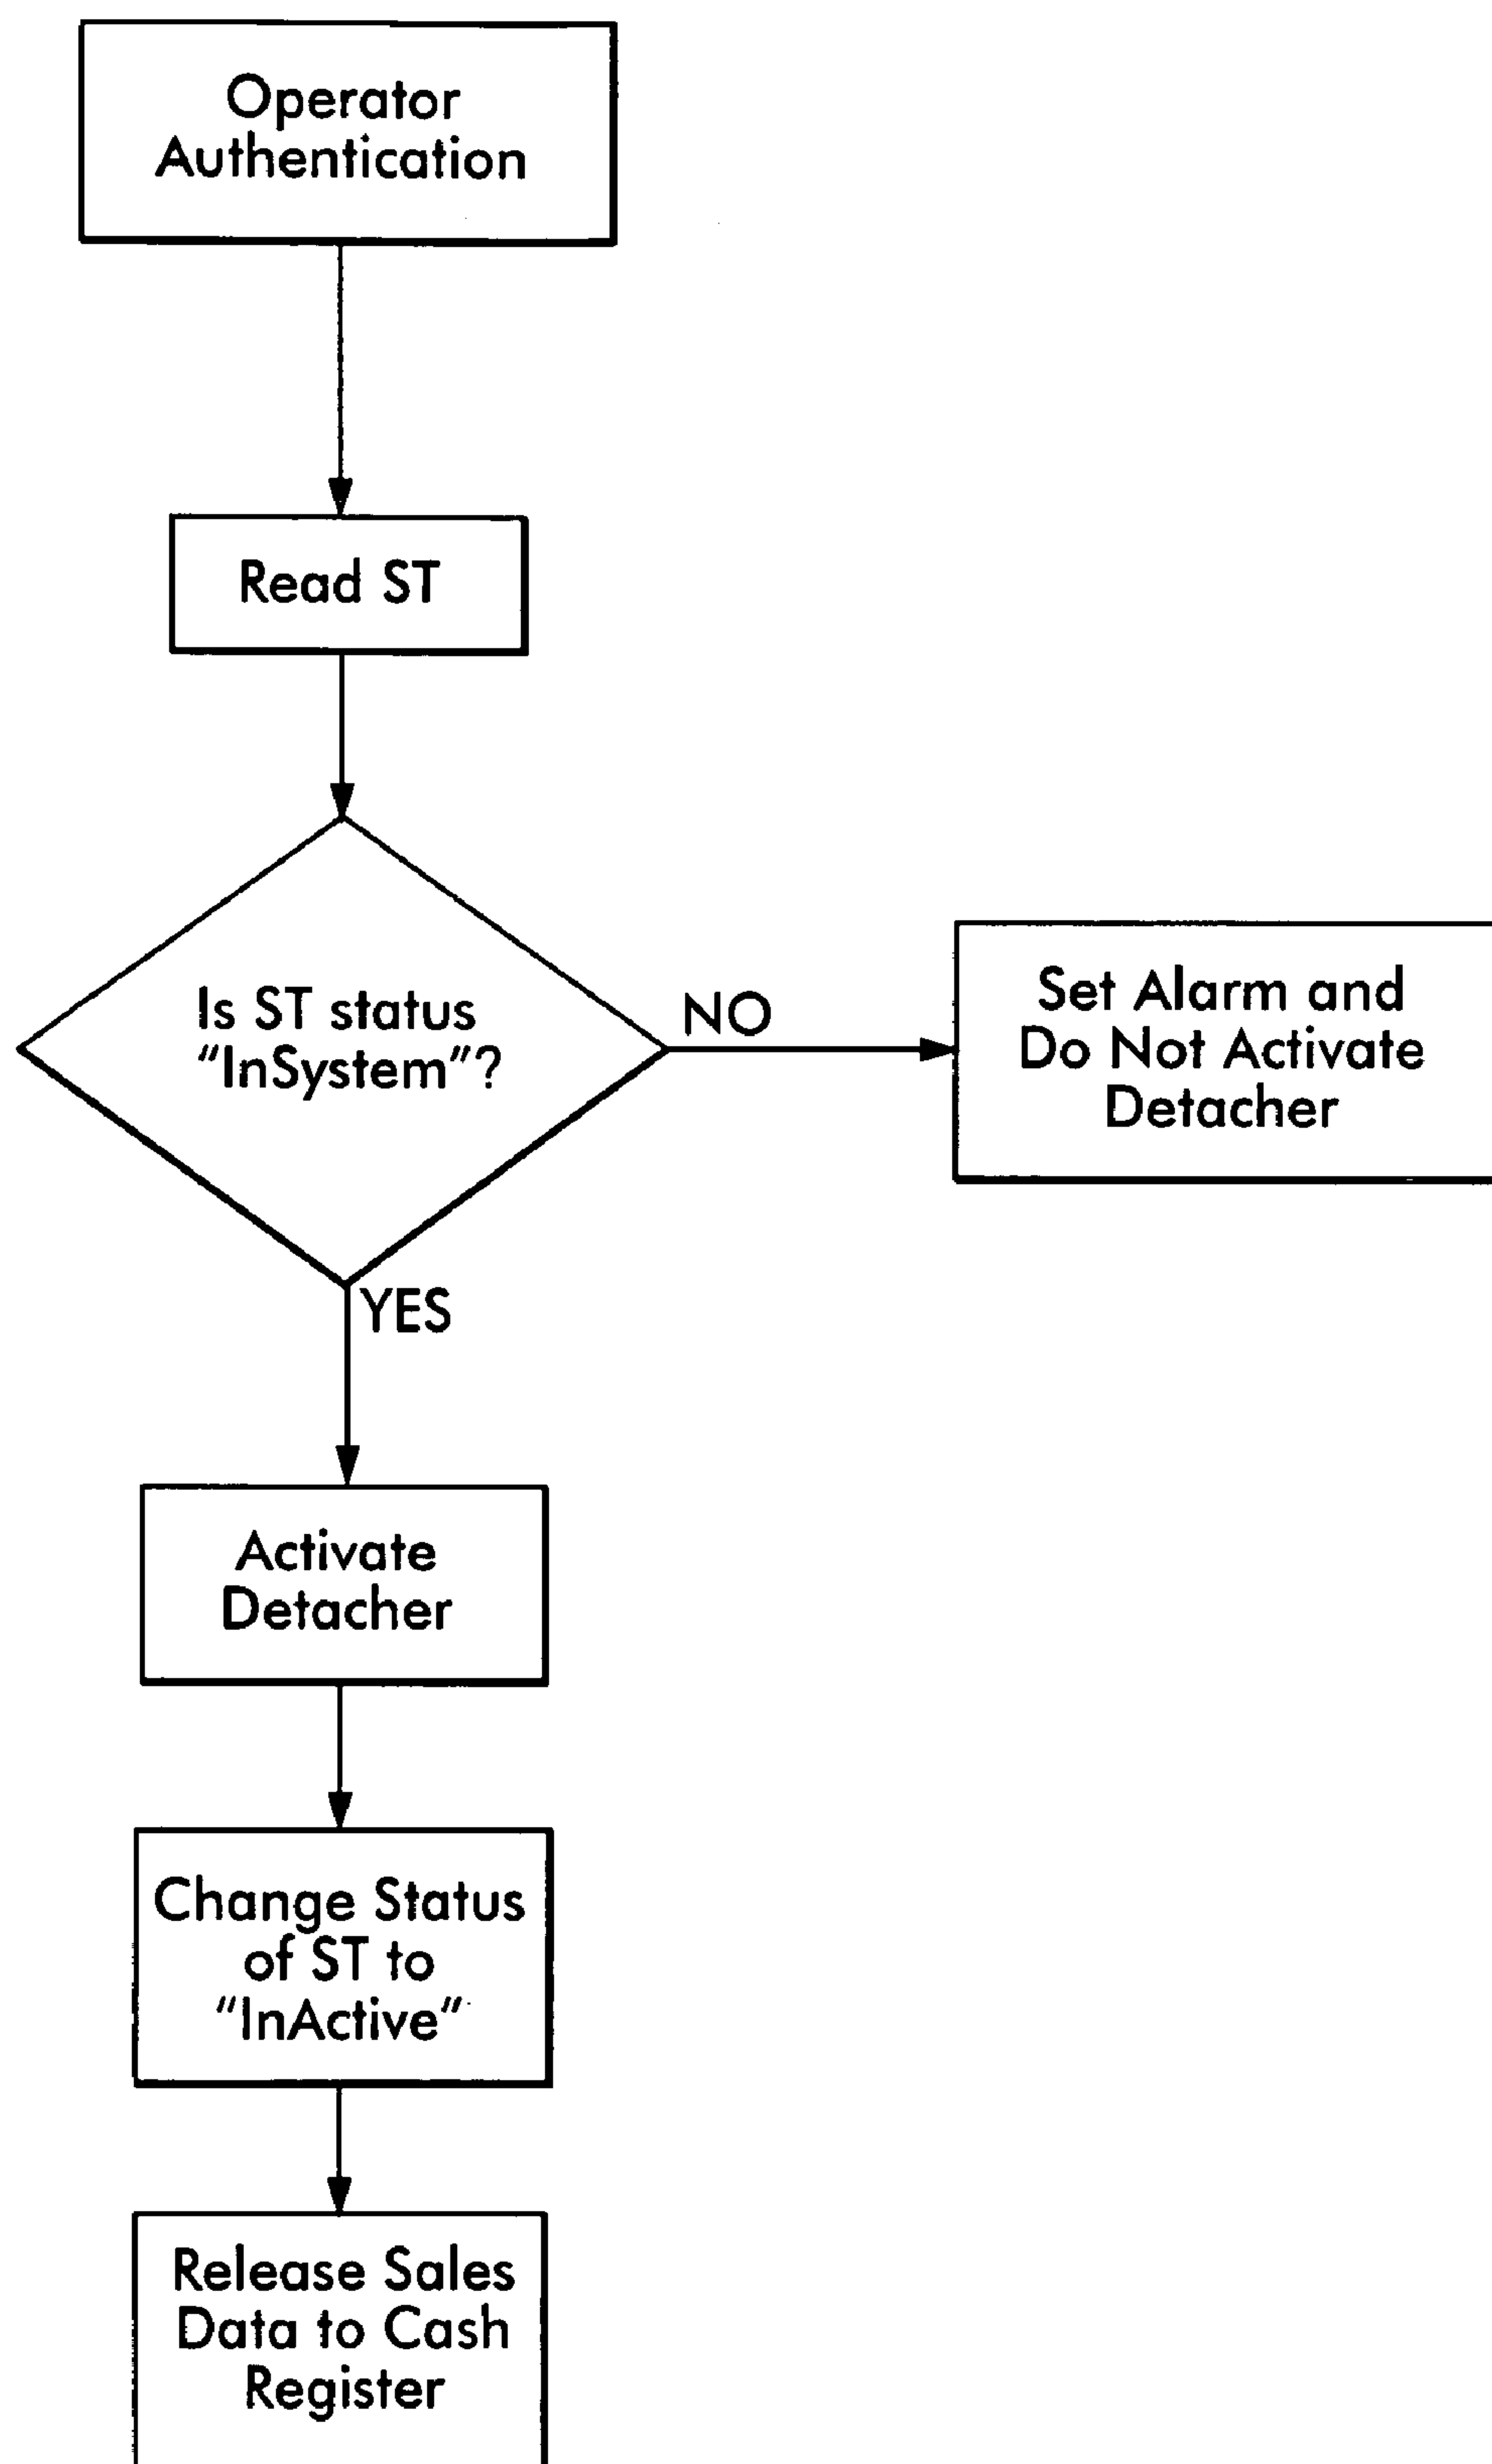 Operator
Authentication
Read ST
Is ST status
"InSystem"?
NO
Set Alarm and
Do Not Activate
Detacher
YES
Activate
Detacher
Change Status
of ST to
"InActive"
Release Sales
Data to Cash
Register